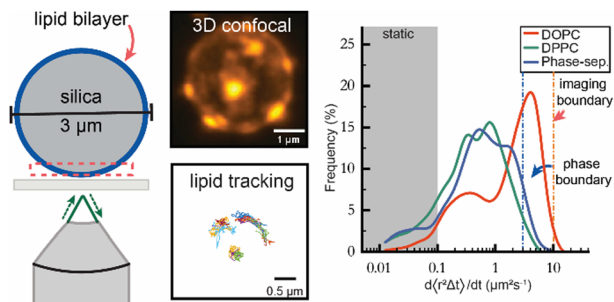 lipid bilayer
silica
3 µm
3D confocal
1 µm
lipid tracking
0.5 µm
static
DOPC
DPPC
Phase-sep.
imaging
boundary
phase
boundary
Frequency (%)
25
20
15
10
5
0
0.01 0.1 1 10
d⟨r²Δt⟩/dt (µm²s⁻¹)